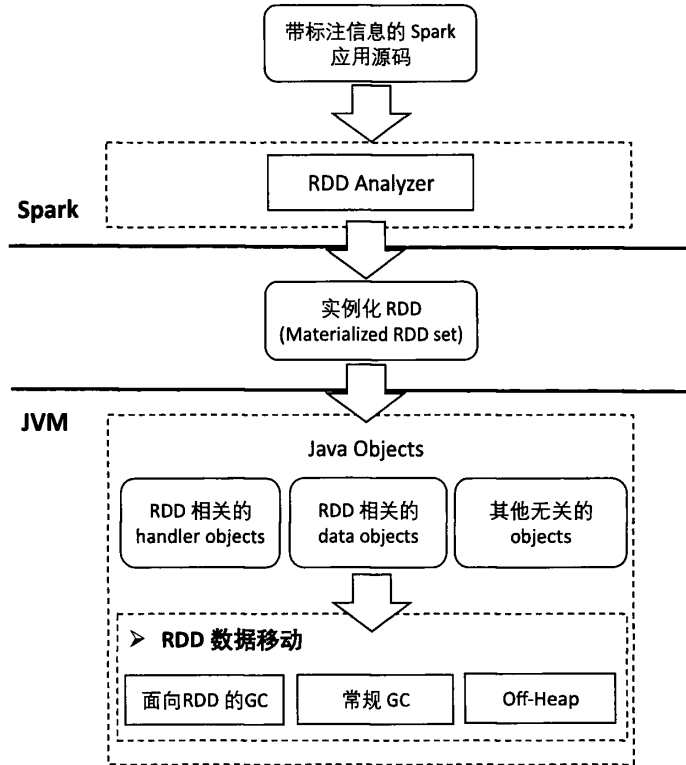 带标注信息的 Spark
应用源码
RDD Analyzer
Spark
实例化 RDD
(Materialized RDD set)
JVM
Java Objects
RDD 相关的
handler objects
RDD 相关的
data objects
其他无关的
objects
➢ RDD 数据移动
面向RDD 的GC
常规 GC
Off-Heap